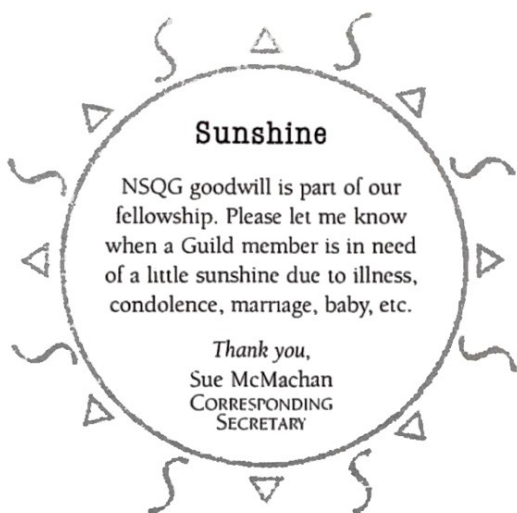 Sunshine
NSQG goodwill is part of our
fellowship. Please let me know
when a Guild member is in need
of a little sunshine due to illness,
condolence, marriage, baby, etc.
Thank you,
Sue McMachan
CORRESPONDING
SECRETARY